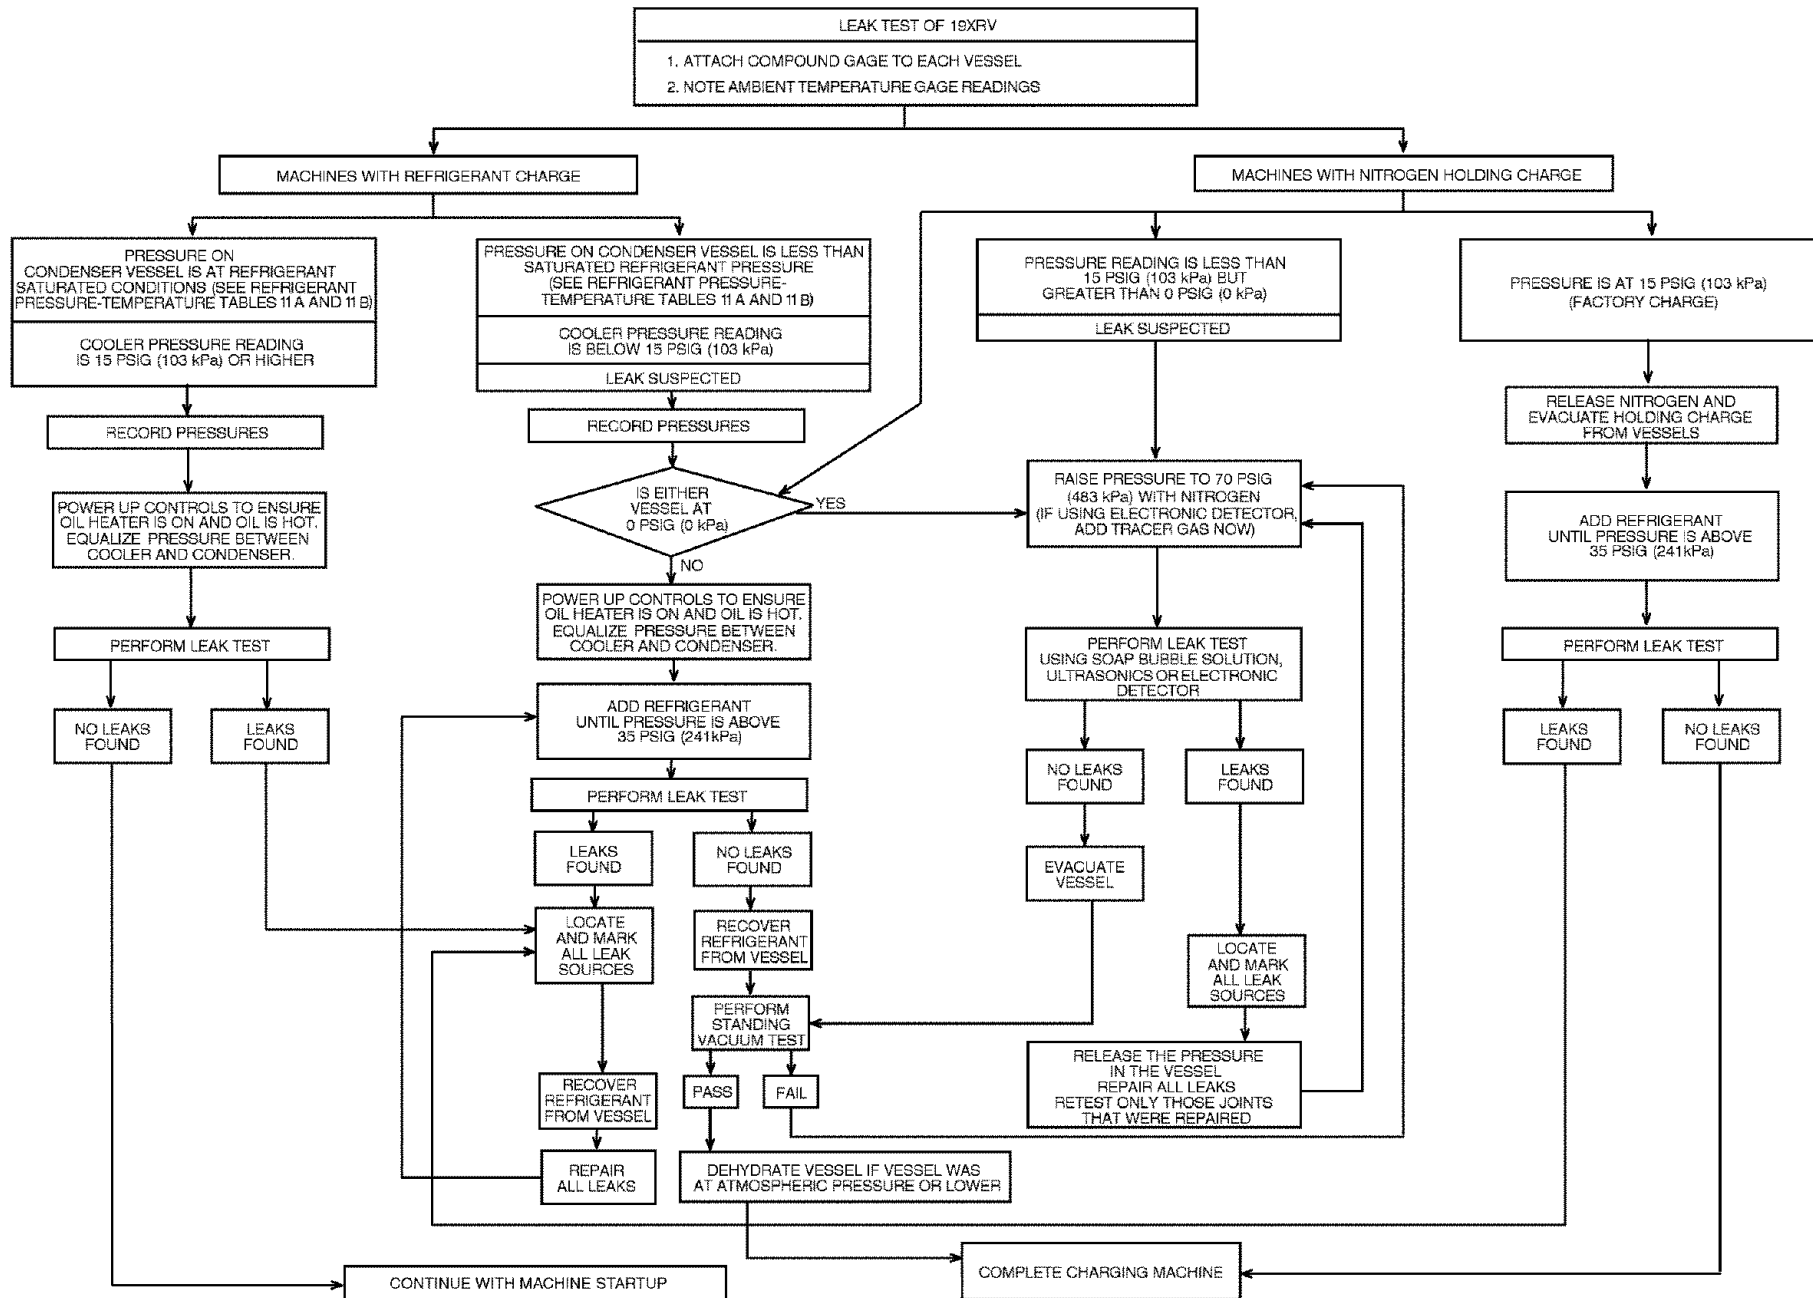 LEAK TEST OF 19XRV
1. ATTACH COMPOUND GAGE TO EACH VESSEL
2. NOTE AMBIENT TEMPERATURE GAGE READINGS
MACHINES WITH REFRIGERANT CHARGE
MACHINES WITH NITROGEN HOLDING CHARGE
PRESSURE ON
CONDENSER VESSEL IS AT REFRIGERANT
SATURATED CONDITIONS (SEE REFRIGERANT
PRESSURE-TEMPERATURE TABLES 11 A AND 11 B)
COOLER PRESSURE READING
IS 15 PSIG (103 kPa) OR HIGHER
PRESSURE ON CONDENSER VESSEL IS LESS THAN
SATURATED REFRIGERANT PRESSURE
(SEE REFRIGERANT PRESSURE-
TEMPERATURE TABLES 11 A AND 11 B)
COOLER PRESSURE READING
IS BELOW 15 PSIG (103 kPa)
LEAK SUSPECTED
PRESSURE READING IS LESS THAN
15 PSIG (103 kPa) BUT
GREATER THAN 0 PSIG (0 kPa)
LEAK SUSPECTED
PRESSURE IS AT 15 PSIG (103 kPa)
(FACTORY CHARGE)
RECORD PRESSURES
RECORD PRESSURES
RELEASE NITROGEN AND
EVACUATE HOLDING CHARGE
FROM VESSELS
POWER UP CONTROLS TO ENSURE
OIL HEATER IS ON AND OIL IS HOT.
EQUALIZE PRESSURE BETWEEN
COOLER AND CONDENSER.
IS EITHER
VESSEL AT
0 PSIG (0 kPa)
YES
NO
RAISE PRESSURE TO 70 PSIG
(483 kPa) WITH NITROGEN
(IF USING ELECTRONIC DETECTOR,
ADD TRACER GAS NOW)
ADD REFRIGERANT
UNTIL PRESSURE IS ABOVE
35 PSIG (241kPa)
POWER UP CONTROLS TO ENSURE
OIL HEATER IS ON AND OIL IS HOT.
EQUALIZE PRESSURE BETWEEN
COOLER AND CONDENSER.
PERFORM LEAK TEST
PERFORM LEAK TEST
USING SOAP BUBBLE SOLUTION,
ULTRASONICS OR ELECTRONIC
DETECTOR
PERFORM LEAK TEST
NO LEAKS
FOUND
LEAKS
FOUND
ADD REFRIGERANT
UNTIL PRESSURE IS ABOVE
35 PSIG (241kPa)
LEAKS
FOUND
NO LEAKS
FOUND
PERFORM LEAK TEST
NO LEAKS
FOUND
LEAKS
FOUND
LEAKS
FOUND
NO LEAKS
FOUND
EVACUATE
VESSEL
LOCATE
AND MARK
ALL LEAK
SOURCES
RECOVER
REFRIGERANT
FROM VESSEL
LOCATE
AND MARK
ALL LEAK
SOURCES
PERFORM
STANDING
VACUUM TEST
RELEASE THE PRESSURE
IN THE VESSEL
REPAIR ALL LEAKS
RETEST ONLY THOSE JOINTS
THAT WERE REPAIRED
RECOVER
REFRIGERANT
FROM VESSEL
PASS
FAIL
REPAIR
ALL LEAKS
DEHYDRATE VESSEL IF VESSEL WAS
AT ATMOSPHERIC PRESSURE OR LOWER
CONTINUE WITH MACHINE STARTUP
COMPLETE CHARGING MACHINE